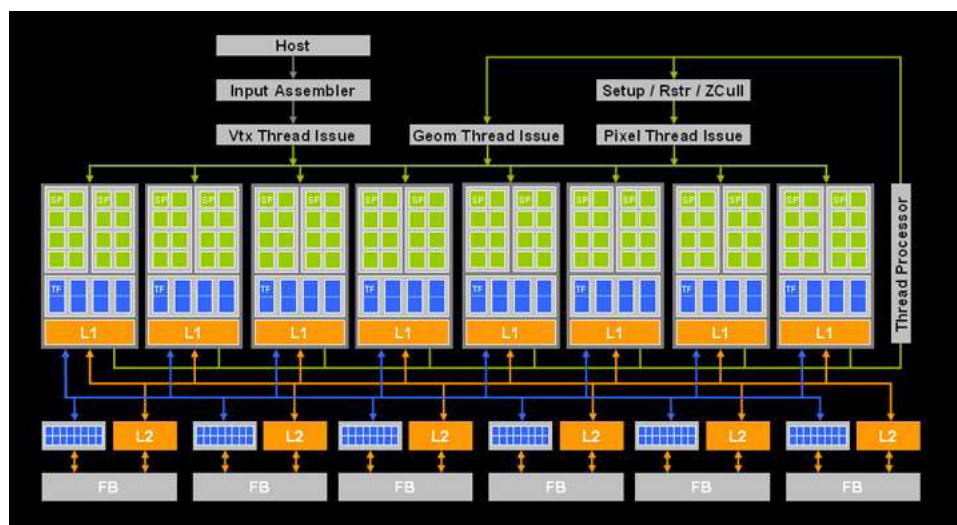 Host
Input Assembler
Setup / Rstr / ZCull
Vtx Thread Issue
Geom Thread Issue
Pixel Thread Issue
Thread Processor
SP SP SP SP SP SP SP SP SP SP SP SP SP SP SP SP
TF TF TF TF TF TF TF TF
L1 L1 L1 L1 L1 L1 L1 L1
L2 L2 L2 L2 L2 L2
FB FB FB FB FB FB